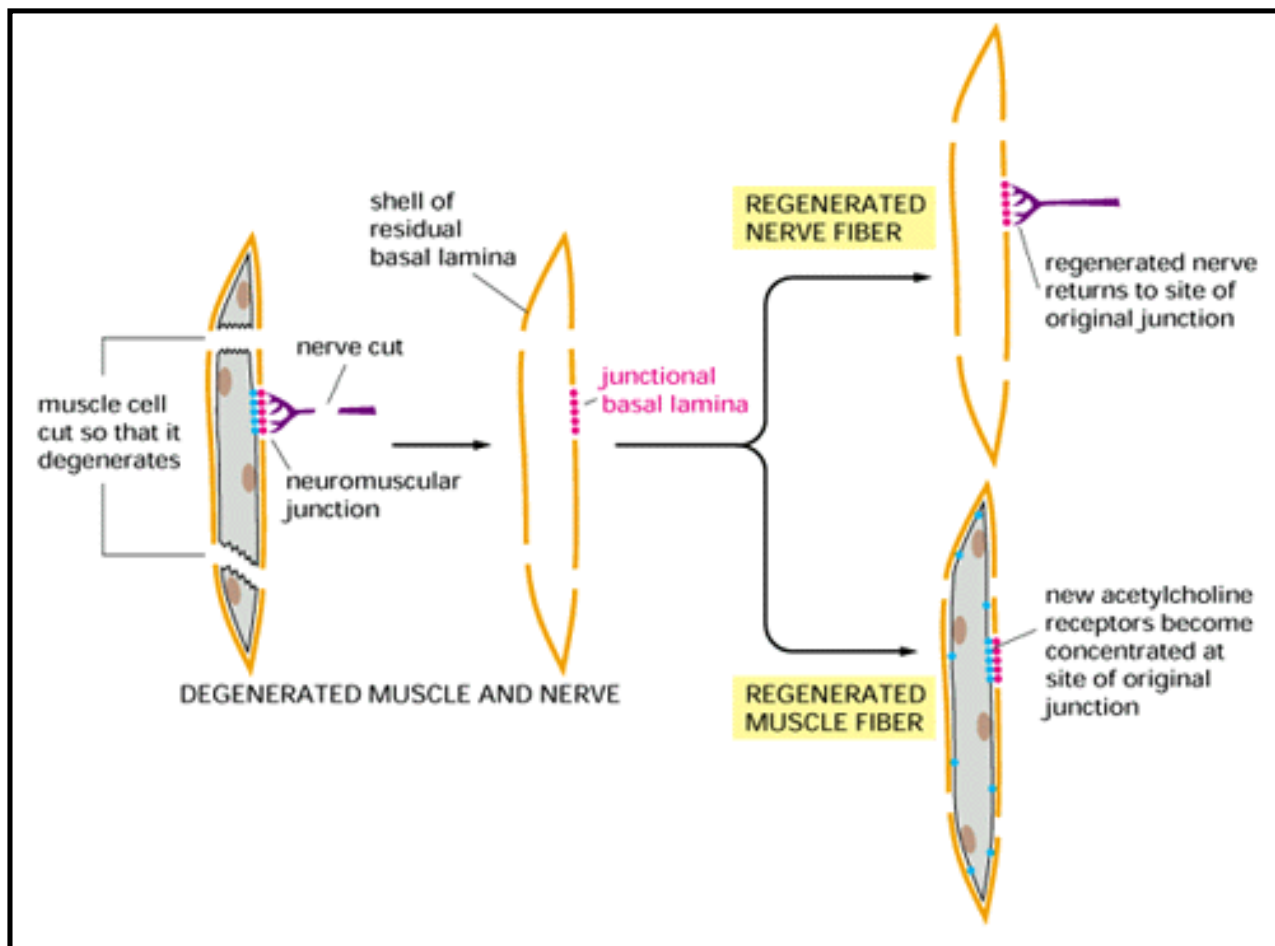 shell of
residual
basal lamina
nerve cut
muscle cell
cut so that it
degenerates
neuromuscular
junction
DEGENERATED MUSCLE AND NERVE
junctional
basal lamina
REGENERATED
NERVE FIBER
regenerated nerve
returns to site of
original junction
REGENERATED
MUSCLE FIBER
new acetylcholine
receptors become
concentrated at
site of original
junction